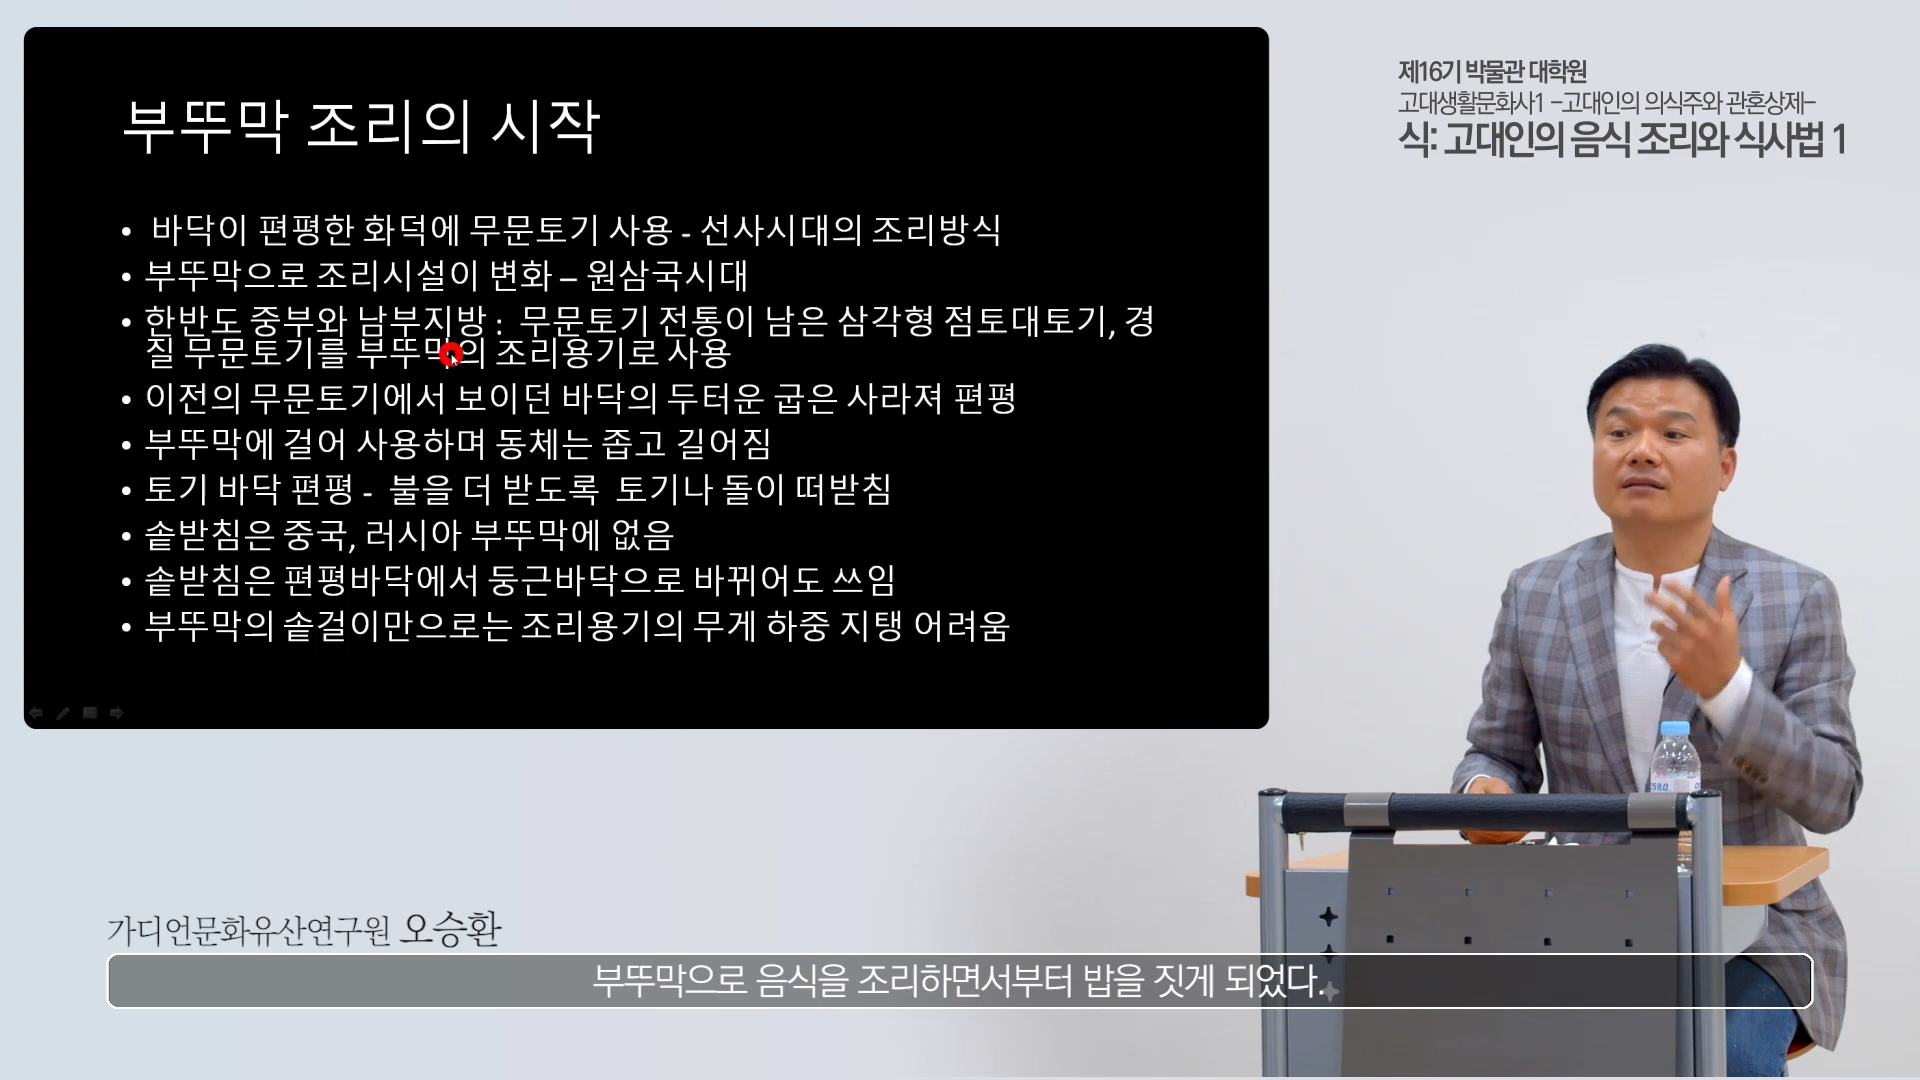 부뚜막 조리의 시작
• 바닥이 편평한 화덕에 무문토기 사용 - 선사시대의 조리방식
• 부뚜막으로 조리시설이 변화 – 원삼국시대
• 한반도 중부와 남부지방 : 무문토기 전통이 남은 삼각형 점토대토기, 경
질 무문토기를 부뚜막의 조리용기로 사용
• 이전의 무문토기에서 보이던 바닥의 두터운 굽은 사라져 편평
• 부뚜막에 걸어 사용하며 동체는 좁고 길어짐
• 토기 바닥 편평 - 불을 더 받도록 토기나 돌이 떠받침
• 솥받침은 중국, 러시아 부뚜막에 없음
• 솥받침은 편평바닥에서 둥근바닥으로 바뀌어도 쓰임
• 부뚜막의 솥걸이만으로는 조리용기의 무게 하중 지탱 어려움
제16기 박물관 대학원
고대생활문화사1 -고대인의 의식주와 관혼상제-
식: 고대인의 음식 조리와 식사법 1
가디언문화유산연구원 오승환
부뚜막으로 음식을 조리하면서부터 밥을 짓게 되었다.